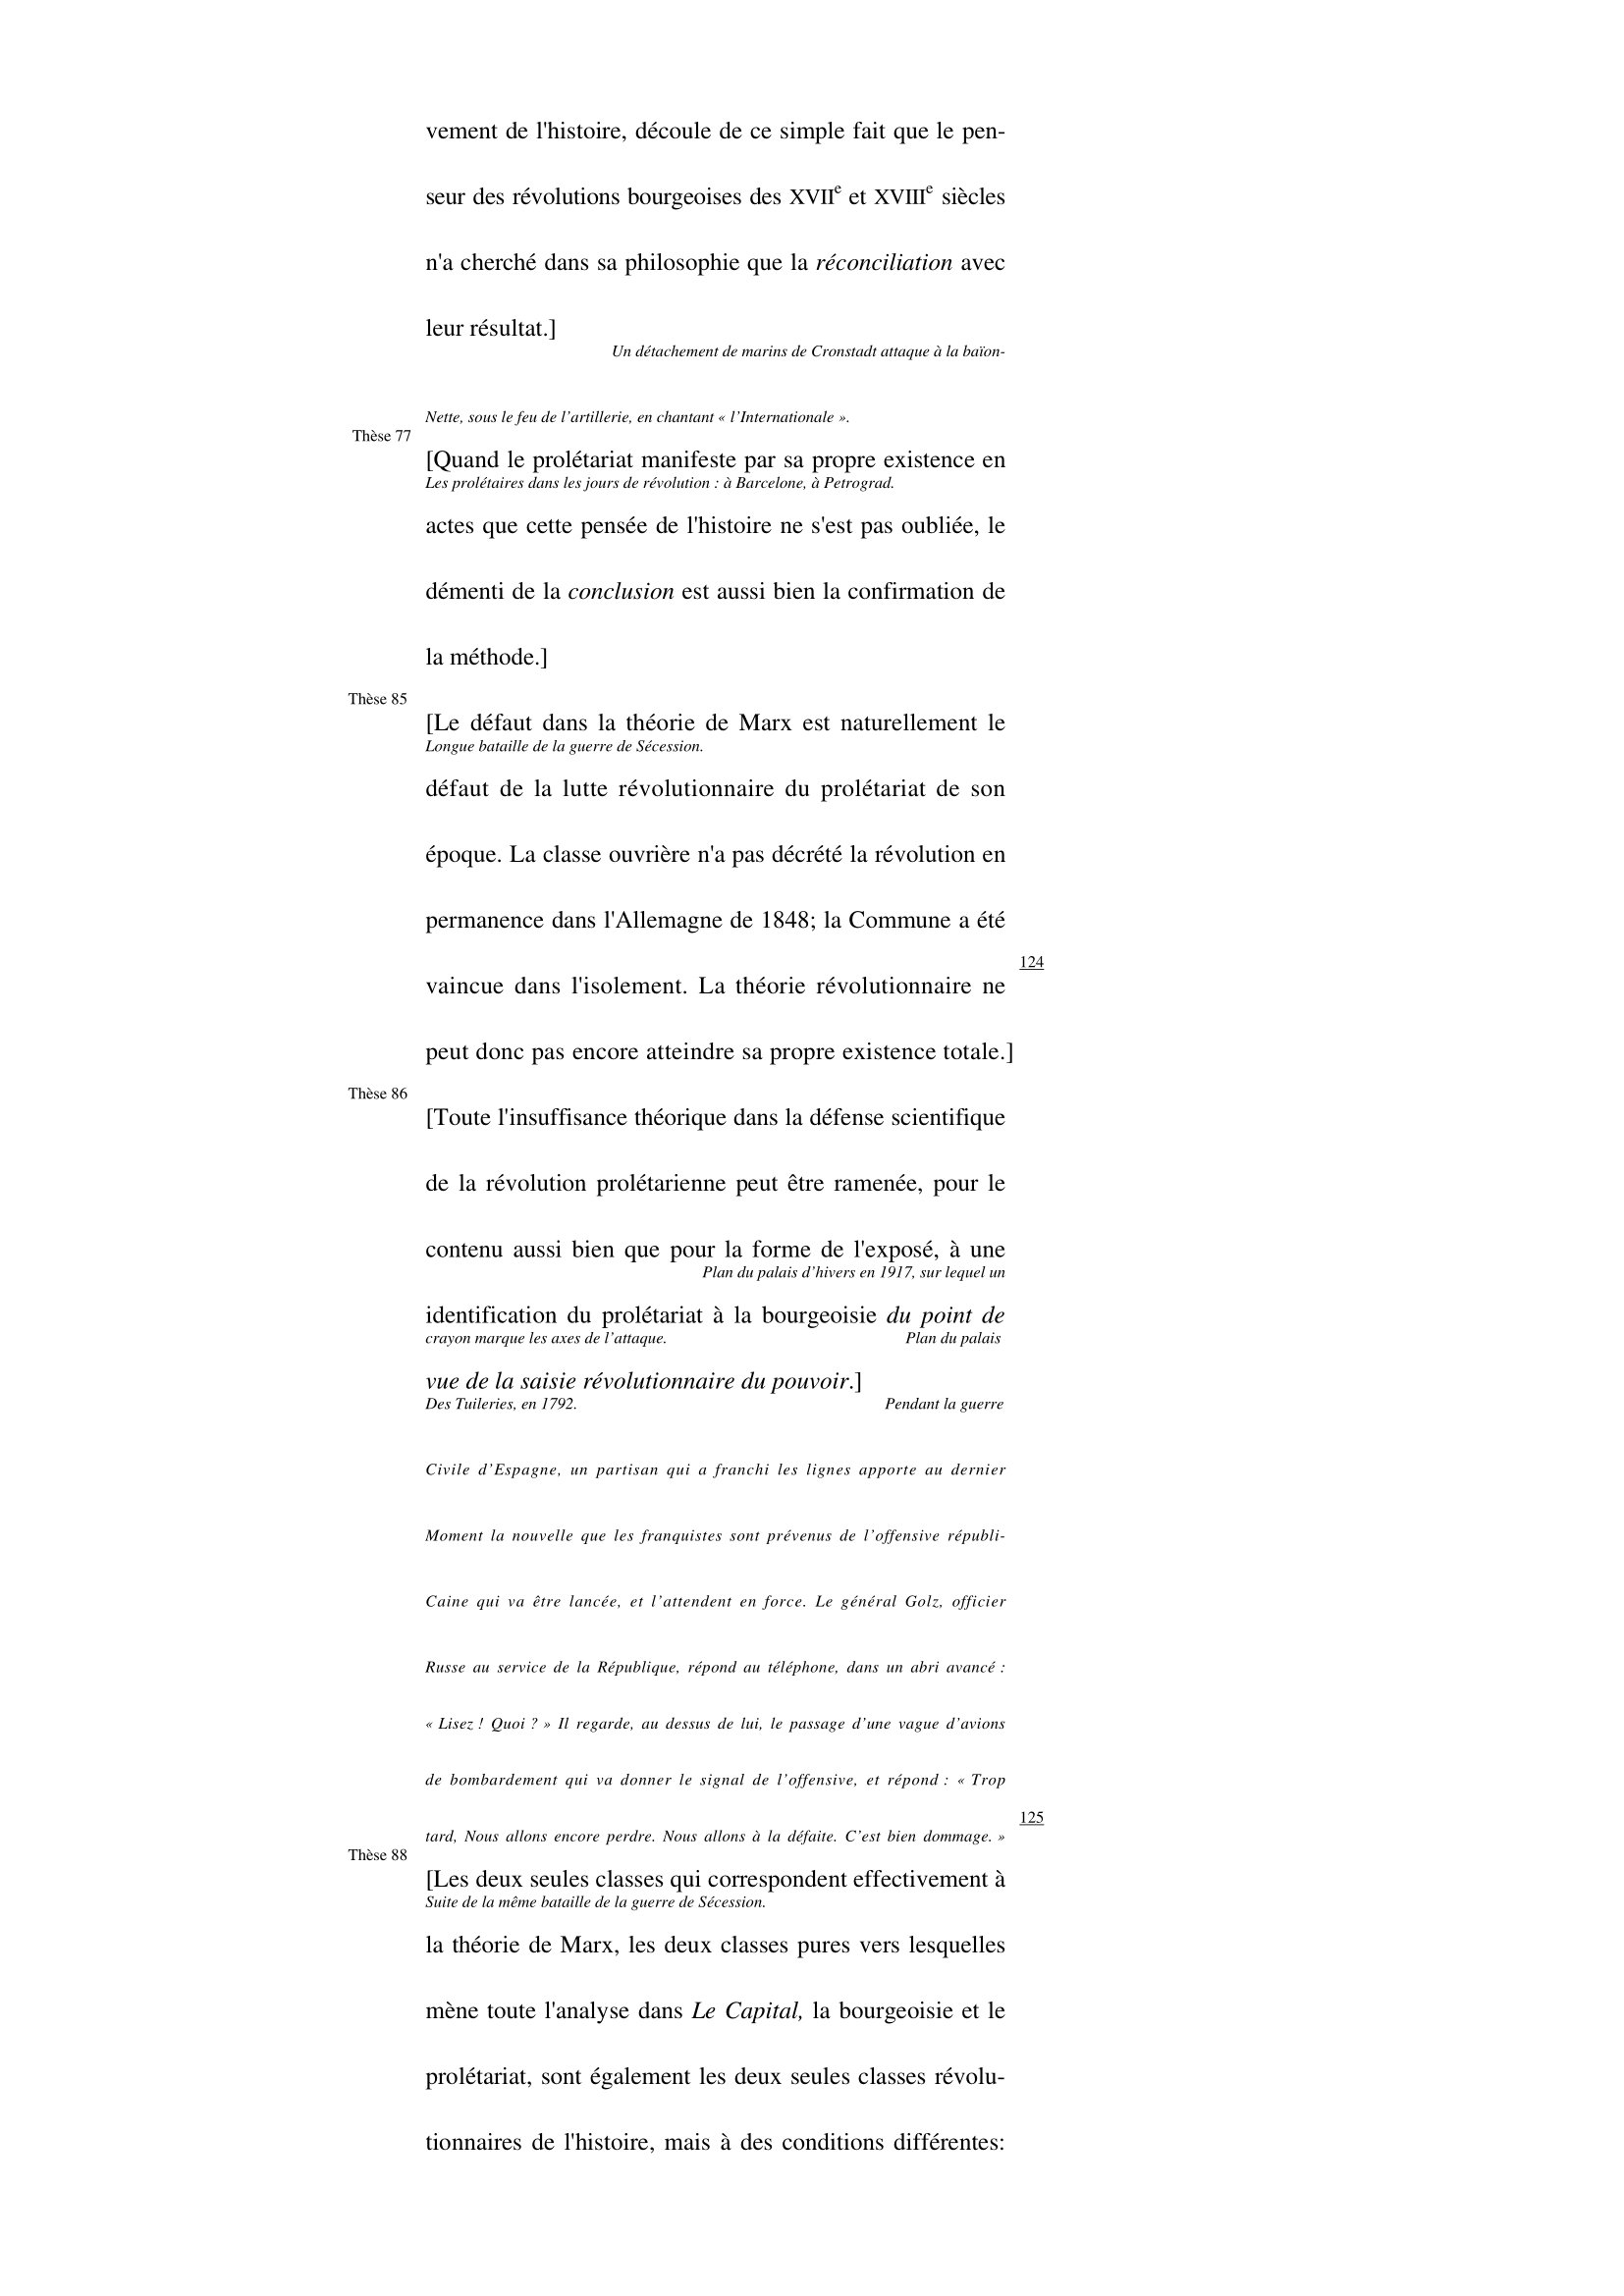 vement de l'histoire, découle de ce simple fait que le pen-
seur des révolutions bourgeoises des XVIIe et XVIIIe siècles
n'a cherché dans sa philosophie que la réconciliation avec
leur résultat.]
Un détachement de marins de Cronstadt attaque à la baïon-
Nette, sous le feu de l’artillerie, en chantant « l’Internationale ».
Thèse 77
[Quand le prolétariat manifeste par sa propre existence en
Les prolétaires dans les jours de révolution : à Barcelone, à Petrograd.
actes que cette pensée de l'histoire ne s'est pas oubliée, le
démenti de la conclusion est aussi bien la confirmation de
la méthode.]
Thèse 85
[Le défaut dans la théorie de Marx est naturellement le
Longue bataille de la guerre de Sécession.
défaut de la lutte révolutionnaire du prolétariat de son
époque. La classe ouvrière n'a pas décrété la révolution en
permanence dans l'Allemagne de 1848; la Commune a été
124
vaincue dans l'isolement. La théorie révolutionnaire ne
peut donc pas encore atteindre sa propre existence totale.]
Thèse 86
[Toute l'insuffisance théorique dans la défense scientifique
de la révolution prolétarienne peut être ramenée, pour le
contenu aussi bien que pour la forme de l'exposé, à une
Plan du palais d’hivers en 1917, sur lequel un
identification du prolétariat à la bourgeoisie du point de
crayon marque les axes de l’attaque. Plan du palais
vue de la saisie révolutionnaire du pouvoir.]
Des Tuileries, en 1792. Pendant la guerre
Civile d’Espagne, un partisan qui a franchi les lignes apporte au dernier
Moment la nouvelle que les franquistes sont prévenus de l’offensive républi-
Caine qui va être lancée, et l’attendent en force. Le général Golz, officier
Russe au service de la République, répond au téléphone, dans un abri avancé :
« Lisez ! Quoi ? » Il regarde, au dessus de lui, le passage d’une vague d’avions
de bombardement qui va donner le signal de l’offensive, et répond : « Trop
125
tard, Nous allons encore perdre. Nous allons à la défaite. C’est bien dommage. »
Thèse 88
[Les deux seules classes qui correspondent effectivement à
Suite de la même bataille de la guerre de Sécession.
la théorie de Marx, les deux classes pures vers lesquelles
mène toute l'analyse dans Le Capital, la bourgeoisie et le
prolétariat, sont également les deux seules classes révolu-
tionnaires de l'histoire, mais à des conditions différentes: